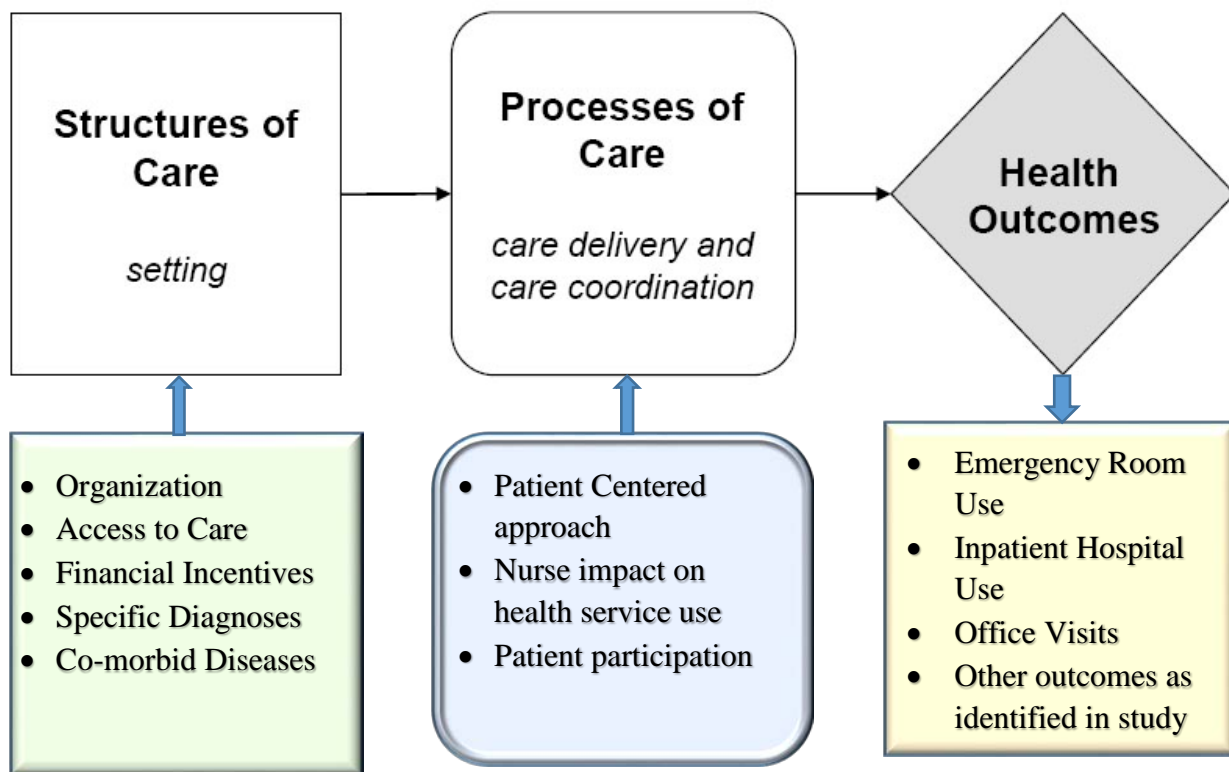 Structures of
Care
setting
Processes of
Care
care delivery and
care coordination
Health
Outcomes
• Organization
• Access to Care
• Financial Incentives
• Specific Diagnoses
• Co-morbid Diseases
• Patient Centered
approach
• Nurse impact on
health service use
• Patient participation
• Emergency Room
Use
• Inpatient Hospital
Use
• Office Visits
• Other outcomes as
identified in study